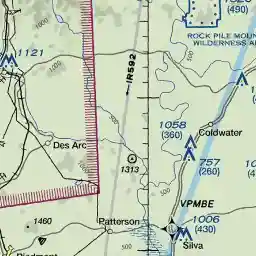 (490)
ROCK PILE MOUN
WILDERNESS AR
1121
IR592
1058
(360)
Coldwater
Des Arc
757
(260)
1313
VPMBE
1006
(430)
1460
Patterson
Silva
Piedmont